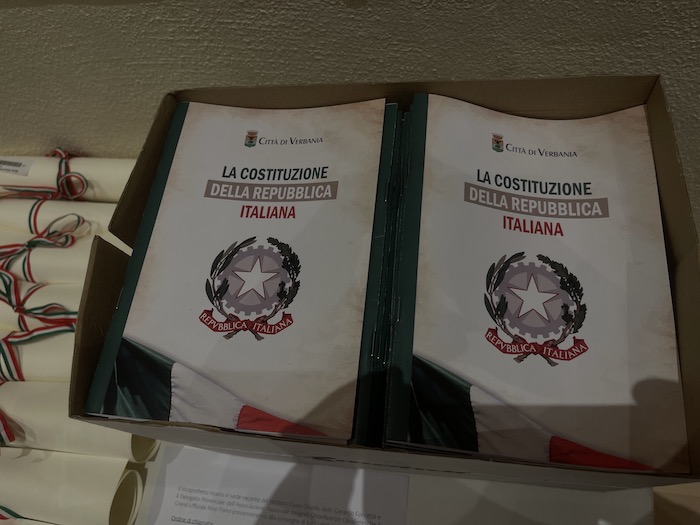 CITTÀ DI VERBANIA
LA COSTITUZIONE
DELLA REPUBBLICA
ITALIANA
REPVBBLICA ITALIANA
CITTÀ DI VERBANIA
LA COSTITUZIONE
DELLA REPUBBLICA
ITALIANA
REPVBBLICA ITALIANA